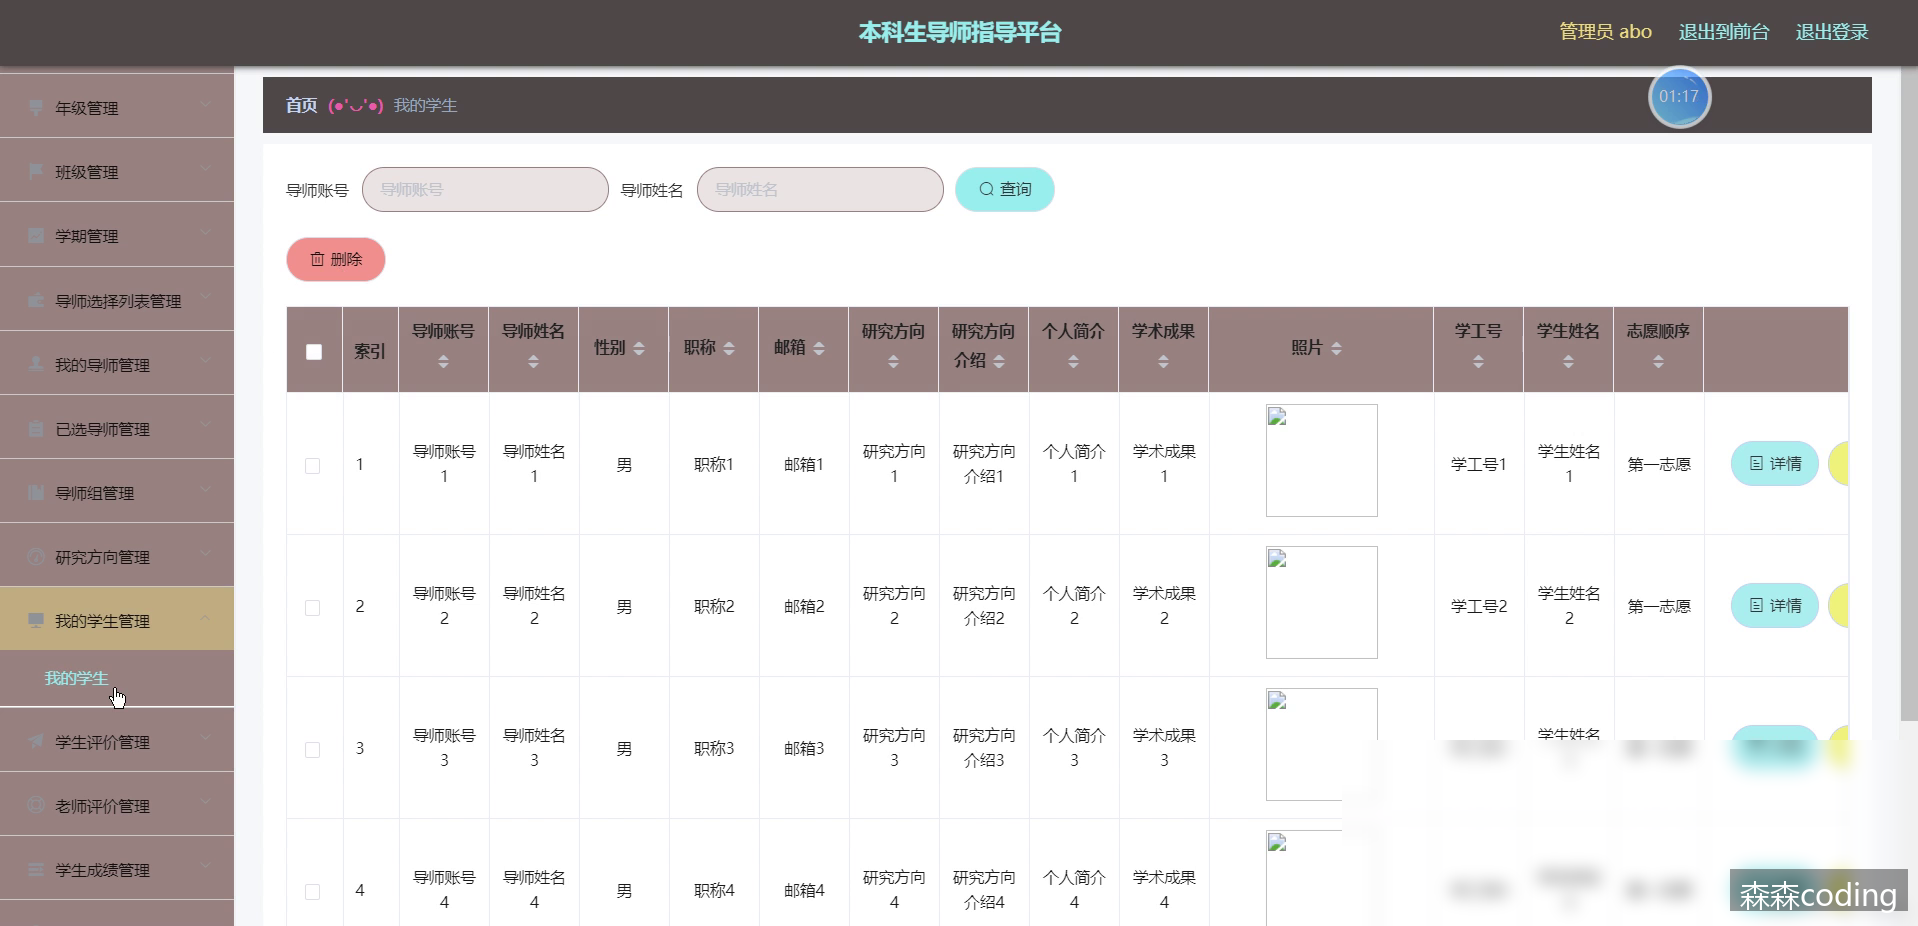 本科生导师指导平台
管理员 abo
退出到前台
退出登录
年级管理
班级管理
学期管理
导师选择列表管理
我的导师管理
已选导师管理
导师组管理
研究方向管理
我的学生管理
我的学生
学生评价管理
老师评价管理
学生成绩管理
首页 (●'◡'●) 我的学生
01:17
导师账号 导师账号 导师姓名 导师姓名 查询
删除
索引 导师账号 导师姓名 性别 职称 邮箱 研究方向 研究方向介绍 个人简介 学术成果 照片 学工号 学生姓名 志愿顺序
1 导师账号1 导师姓名1 男 职称1 邮箱1 研究方向1 研究方向介绍1 个人简介1 学术成果1 学工号1 学生姓名1 第一志愿 详情
2 导师账号2 导师姓名2 男 职称2 邮箱2 研究方向2 研究方向介绍2 个人简介2 学术成果2 学工号2 学生姓名2 第一志愿 详情
3 导师账号3 导师姓名3 男 职称3 邮箱3 研究方向3 研究方向介绍3 个人简介3 学术成果3 学生姓名
4 导师账号4 导师姓名4 男 职称4 邮箱4 研究方向4 研究方向介绍4 个人简介4 学术成果4
森森coding